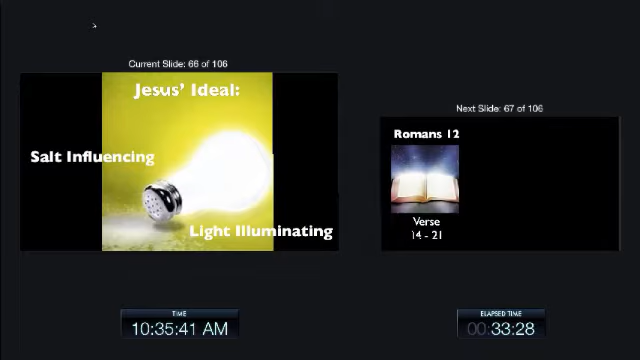 Current Slide: 66 of 106
Jesus' Ideal:
Salt Influencing
Light Illuminating
Next Slide: 67 of 106
Romans 12
Verse
14 - 21
TIME
10:35:41 AM
ELAPSED TIME
00:33:28